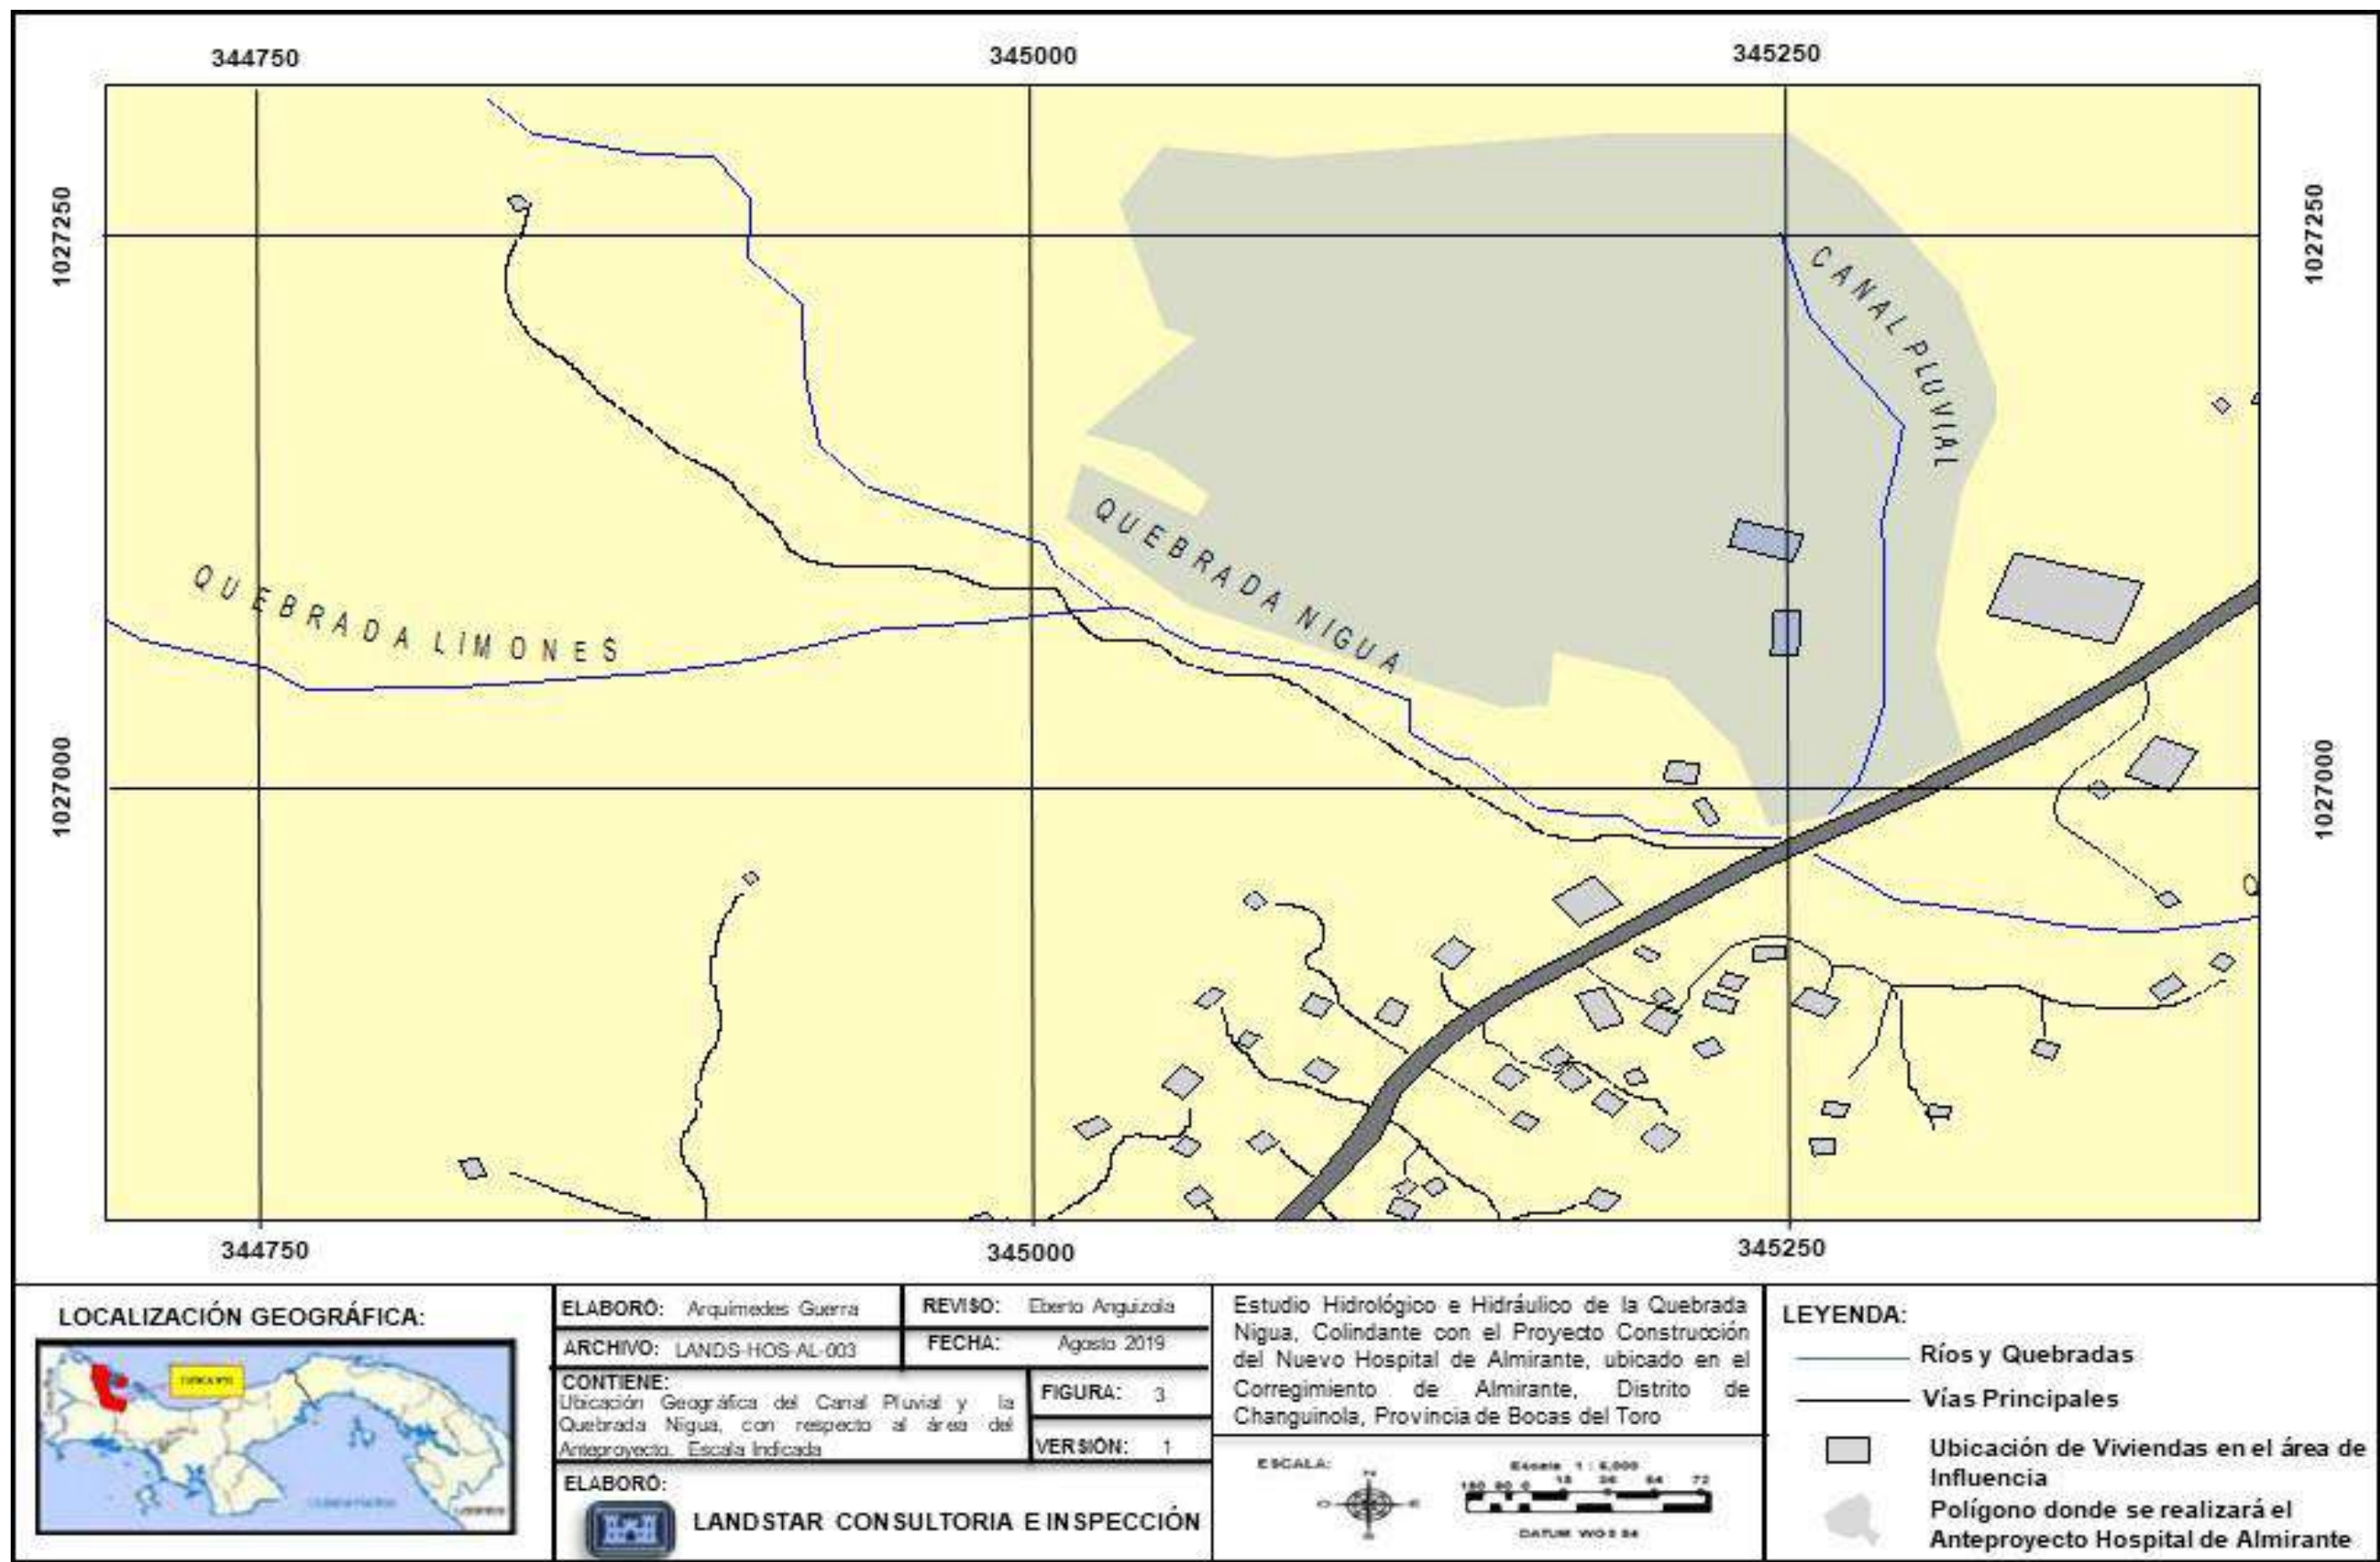 344750
345000
345250
1027250
1027250
CANAL PLUVIAL
QUEBRADA NIGUA
QUEBRADA LIMONES
1027000
1027000
Q
344750
345000
345250
LOCALIZACIÓN GEOGRÁFICA:
ELABORÓ: Arquimedes Guerra
REVISO: Eberto Anguizola
ARCHIVO: LANDS-HOS-AL-003
FECHA: Agosto 2019
CONTIENE:
Ubicación Geográfica del Canal Pluvial y la
Quebrada Nigua, con respecto al área del
Anteproyecto. Escala Indicada
FIGURA: 3
VERSIÓN: 1
ELABORÓ:
LANDSTAR CONSULTORIA E INSPECCIÓN
Estudio Hidrológico e Hidráulico de la Quebrada
Nigua, Colindante con el Proyecto Construcción
del Nuevo Hospital de Almirante, ubicado en el
Corregimiento de Almirante, Distrito de
Changuinola, Provincia de Bocas del Toro
ESCALA:
N
O
E
Escala 1 :
18 36 54 72
DATUM WGS 84
LEYENDA:
Ríos y Quebradas
Vías Principales
Ubicación de Viviendas en el área de
Influencia
Polígono donde se realizará el
Anteproyecto Hospital de Almirante